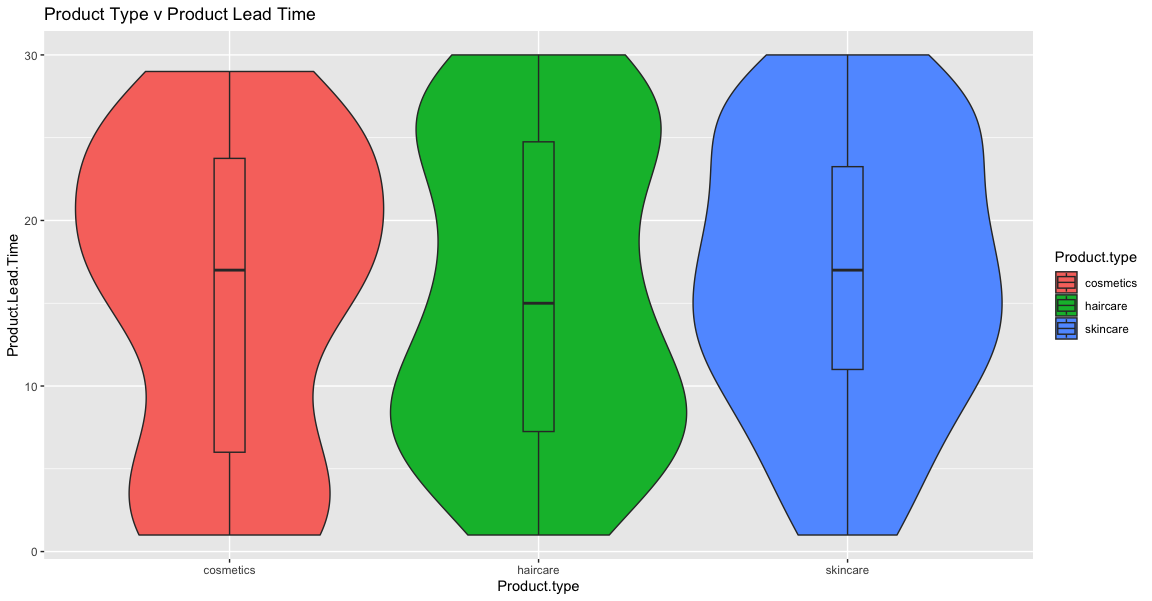 Product Type v Product Lead Time
30
20
10
0
Product.Lead.Time
cosmetics
haircare
skincare
Product.type
Product.type
cosmetics
haircare
skincare